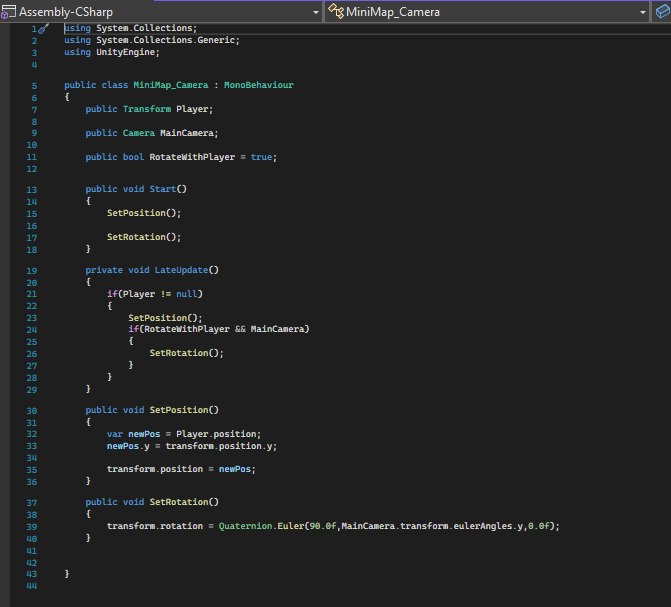 Assembly-CSharp MiniMap_Camera
1 using System.Collections;
2 using System.Collections.Generic;
3 using UnityEngine;
4
5 public class MiniMap_Camera : MonoBehaviour
6 {
7 public Transform Player;
8
9 public Camera MainCamera;
10
11 public bool RotateWithPlayer = true;
12
13 public void Start()
14 {
15 SetPosition();
16
17 SetRotation();
18 }
19 private void LateUpdate()
20 {
21 if(Player != null)
22 {
23 SetPosition();
24 if(RotateWithPlayer && MainCamera)
25 {
26 SetRotation();
27 }
28 }
29 }
30 public void SetPosition()
31 {
32 var newPos = Player.position;
33 newPos.y = transform.position.y;
34
35 transform.position = newPos;
36 }
37 public void SetRotation()
38 {
39 transform.rotation = Quaternion.Euler(90.0f,MainCamera.transform.eulerAngles.y,0.0f);
40 }
41
42
43 }
44